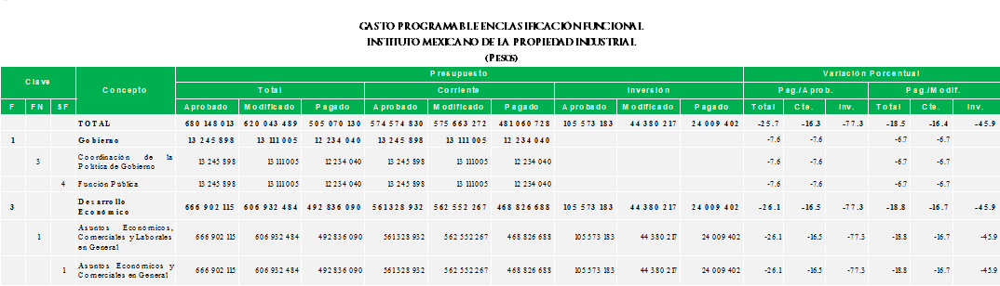 GASTO PROGRAMABLE EN CLASIFICACIÓN FUNCIONAL
INSTITUTO MEXICANO DE LA PROPIEDAD INDUSTRIAL
(PESOS)
Clave Concepto Presupuesto Variación Porcentual
Total Corriente Inversión Pag./Aprob. Pag./Modif.
F FN SF Aprobado Modificado Pagado Aprobado Modificado Pagado Aprobado Modificado Pagado Total Cte. Inv. Total Cte. Inv.
TOTAL 680 148 013 620 043 489 505 070 130 574 574 830 575 663 272 481 060 728 105 573 183 44 380 217 24 009 402 -25.7 -16.3 -77.3 -18.5 -16.4 -45.9
1 Gobierno 13 245 898 13 111 005 12 234 040 13 245 898 13 111 005 12 234 040 -7.6 -7.6 -6.7 -6.7
3 Coordinación de la Política de Gobierno 13 245 898 13 111 005 12 234 040 13 245 898 13 111 005 12 234 040 -7.6 -7.6 -6.7 -6.7
4 Función Pública 13 245 898 13 111 005 12 234 040 13 245 898 13 111 005 12 234 040 -7.6 -7.6 -6.7 -6.7
3 Desarrollo Económico 666 902 115 606 932 484 492 836 090 561 328 932 562 552 267 468 826 688 105 573 183 44 380 217 24 009 402 -26.1 -16.5 -77.3 -18.8 -16.7 -45.9
1 Asuntos Económicos, Comerciales y Laborales en General 666 902 115 606 932 484 492 836 090 561 328 932 562 552 267 468 826 688 105 573 183 44 380 217 24 009 402 -26.1 -16.5 -77.3 -18.8 -16.7 -45.9
1 Asuntos Económicos y Comerciales en General 666 902 115 606 932 484 492 836 090 561 328 932 562 552 267 468 826 688 105 573 183 44 380 217 24 009 402 -26.1 -16.5 -77.3 -18.8 -16.7 -45.9